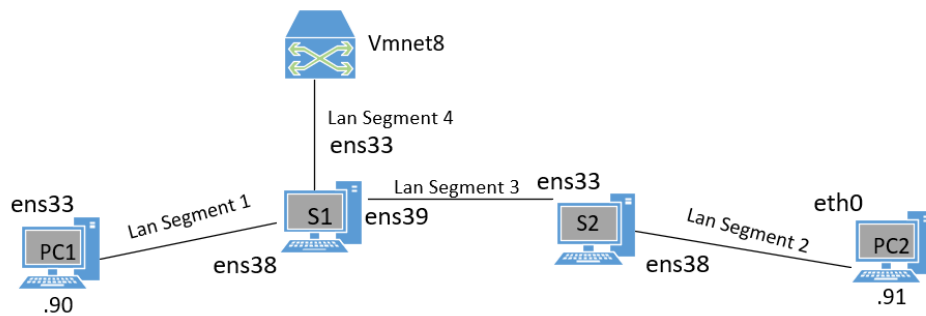 Vmnet8
Lan Segment 4
ens33
ens33
Lan Segment 1
S1
Lan Segment 3
ens39
ens33
S2
Lan Segment 2
eth0
PC1
ens38
ens38
PC2
.90
.91